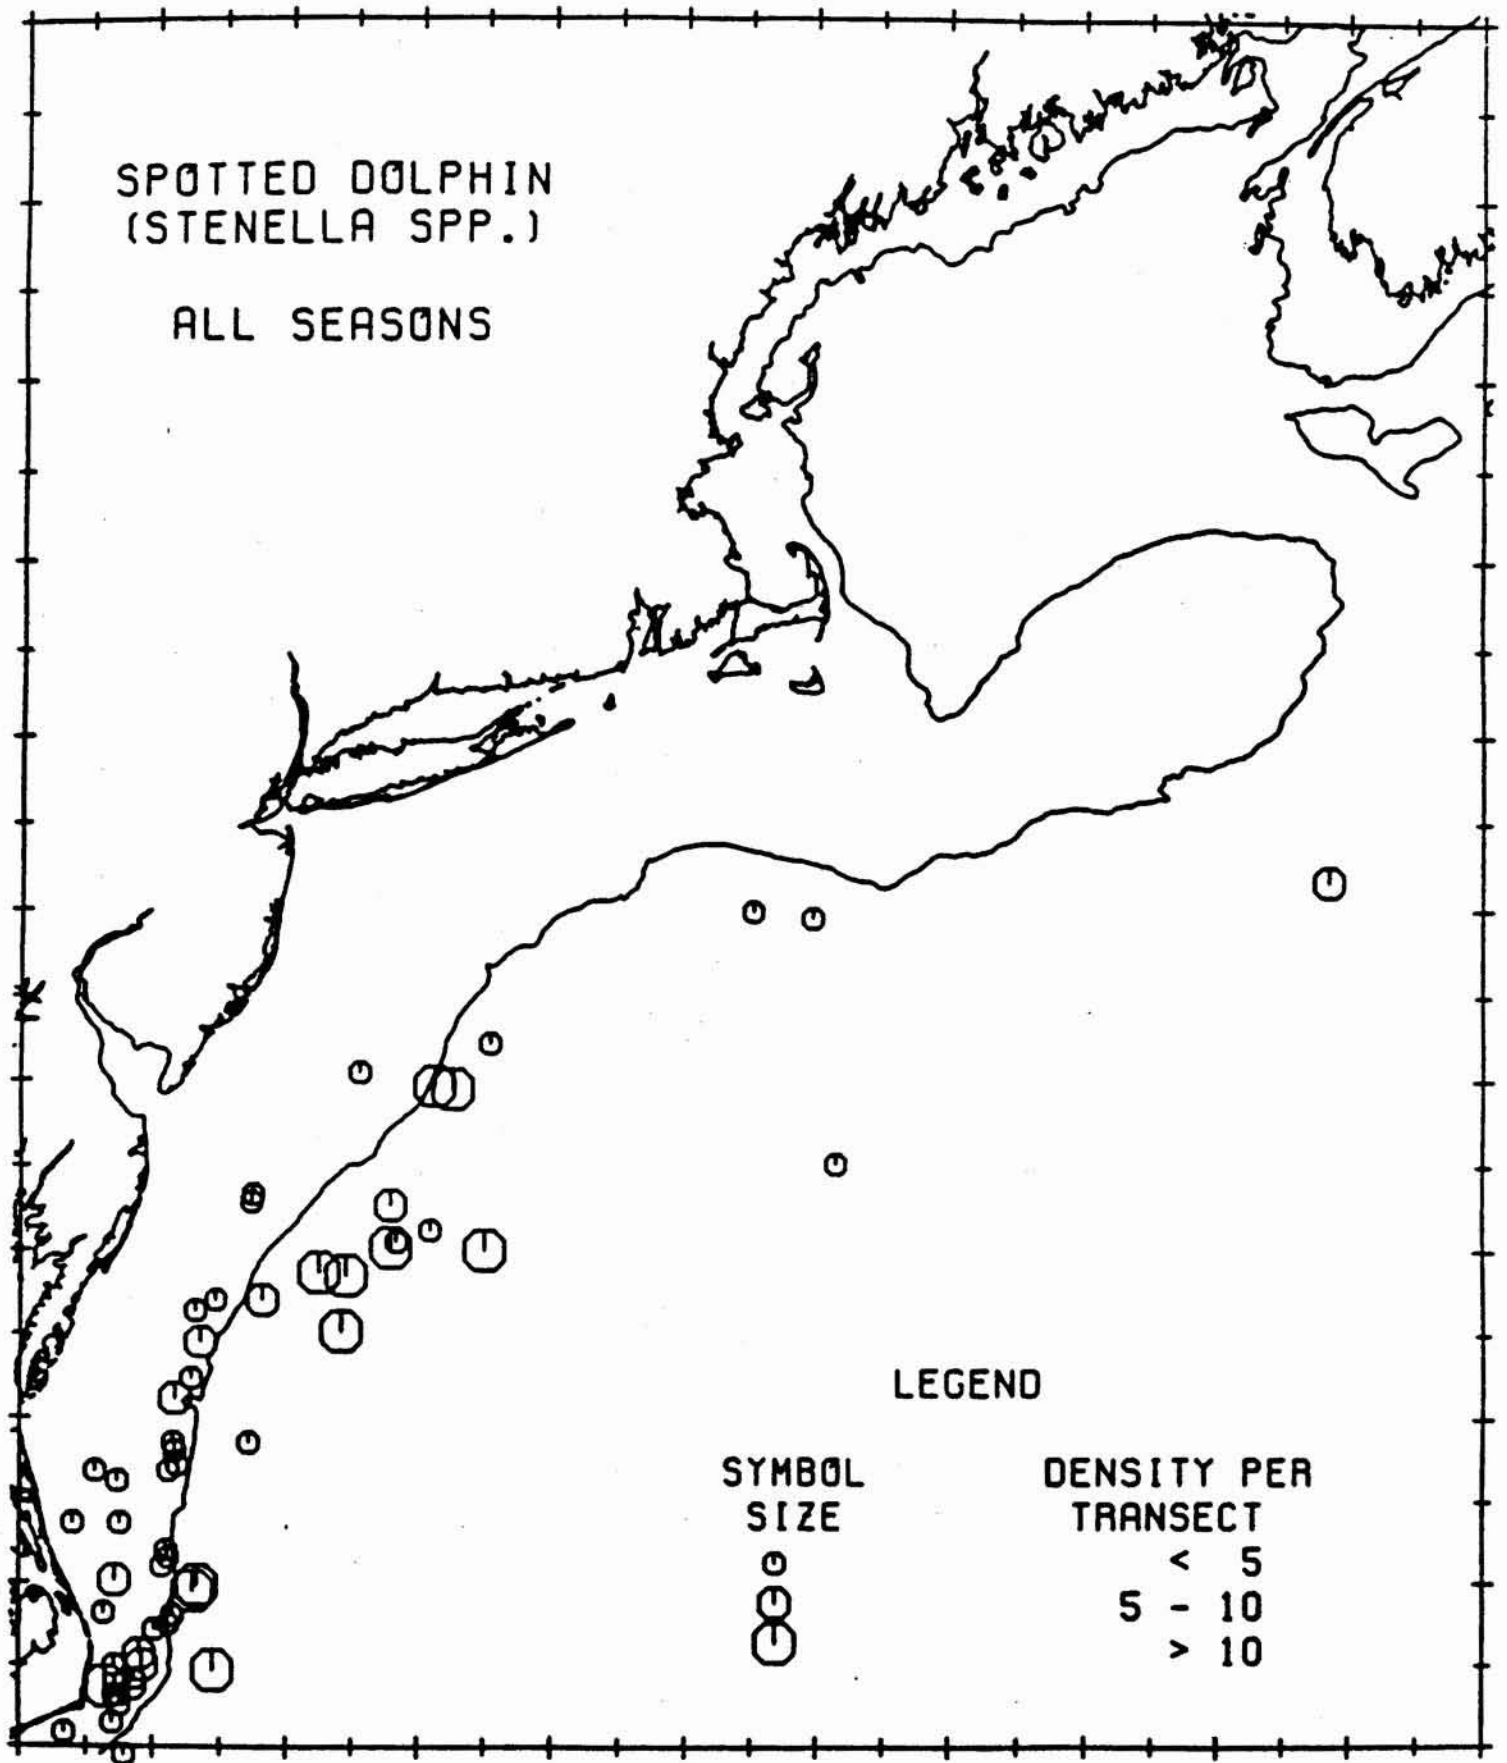 SPOTTED DOLPHIN
(STENELLA SPP.)
ALL SEASONS
LEGEND
SYMBOL SIZE
DENSITY PER TRANSECT
< 5
5 - 10
> 10